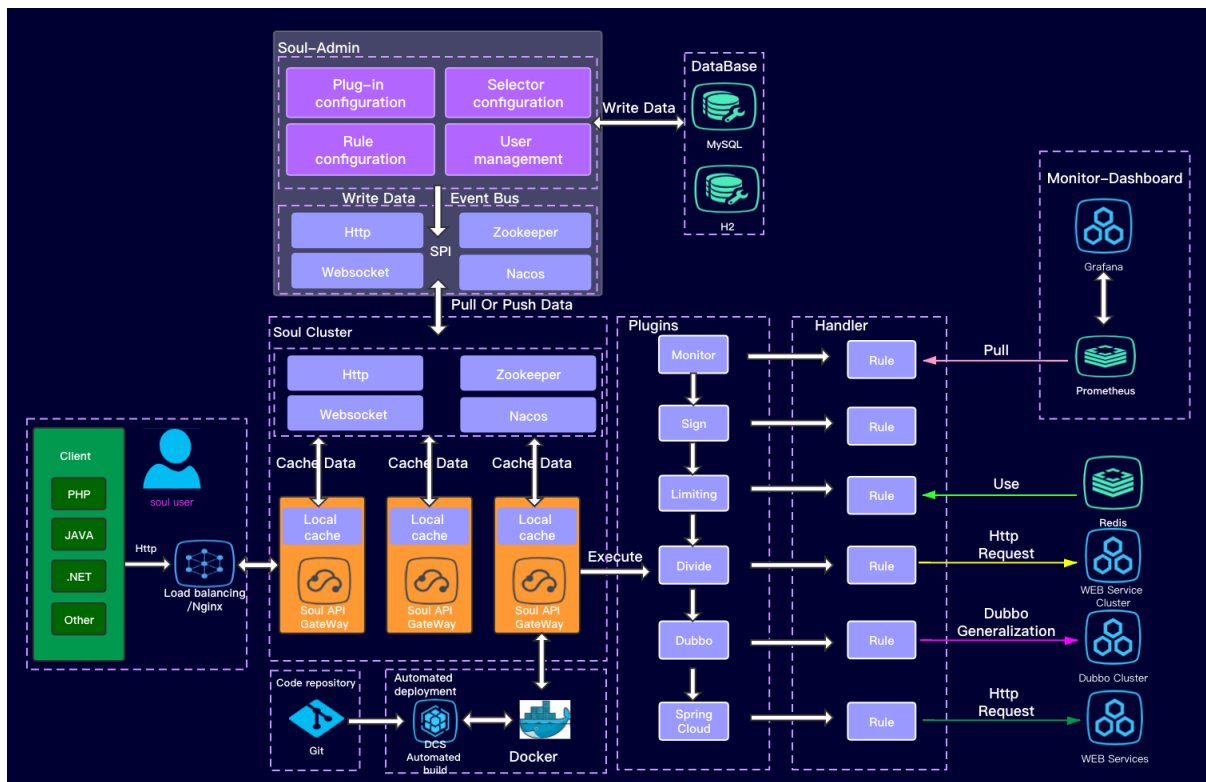 Soul-Admin
Plug-in
configuration
Selector
configuration
Rule
configuration
User
management
Write Data
DataBase
MySQL
H2
Write Data
Event Bus
Http
Zookeeper
SPI
Websocket
Nacos
Pull Or Push Data
Monitor-Dashboard
Grafana
Prometheus
Soul Cluster
Http
Zookeeper
Websocket
Nacos
Cache Data
Cache Data
Cache Data
Local
cache
Local
cache
Local
cache
Soul API
GateWay
Soul API
GateWay
Soul API
GateWay
Client
PHP
JAVA
.NET
Other
soul user
Http
Load balancing
/Nginx
Execute
Plugins
Monitor
Sign
Limiting
Divide
Dubbo
Spring
Cloud
Handler
Rule
Rule
Rule
Rule
Rule
Rule
Pull
Use
Redis
Http
Request
WEB Service
Cluster
Dubbo
Generalization
Dubbo Cluster
Http
Request
WEB Services
Code repository
Git
Automated
deployment
DCS
Automated
build
Docker